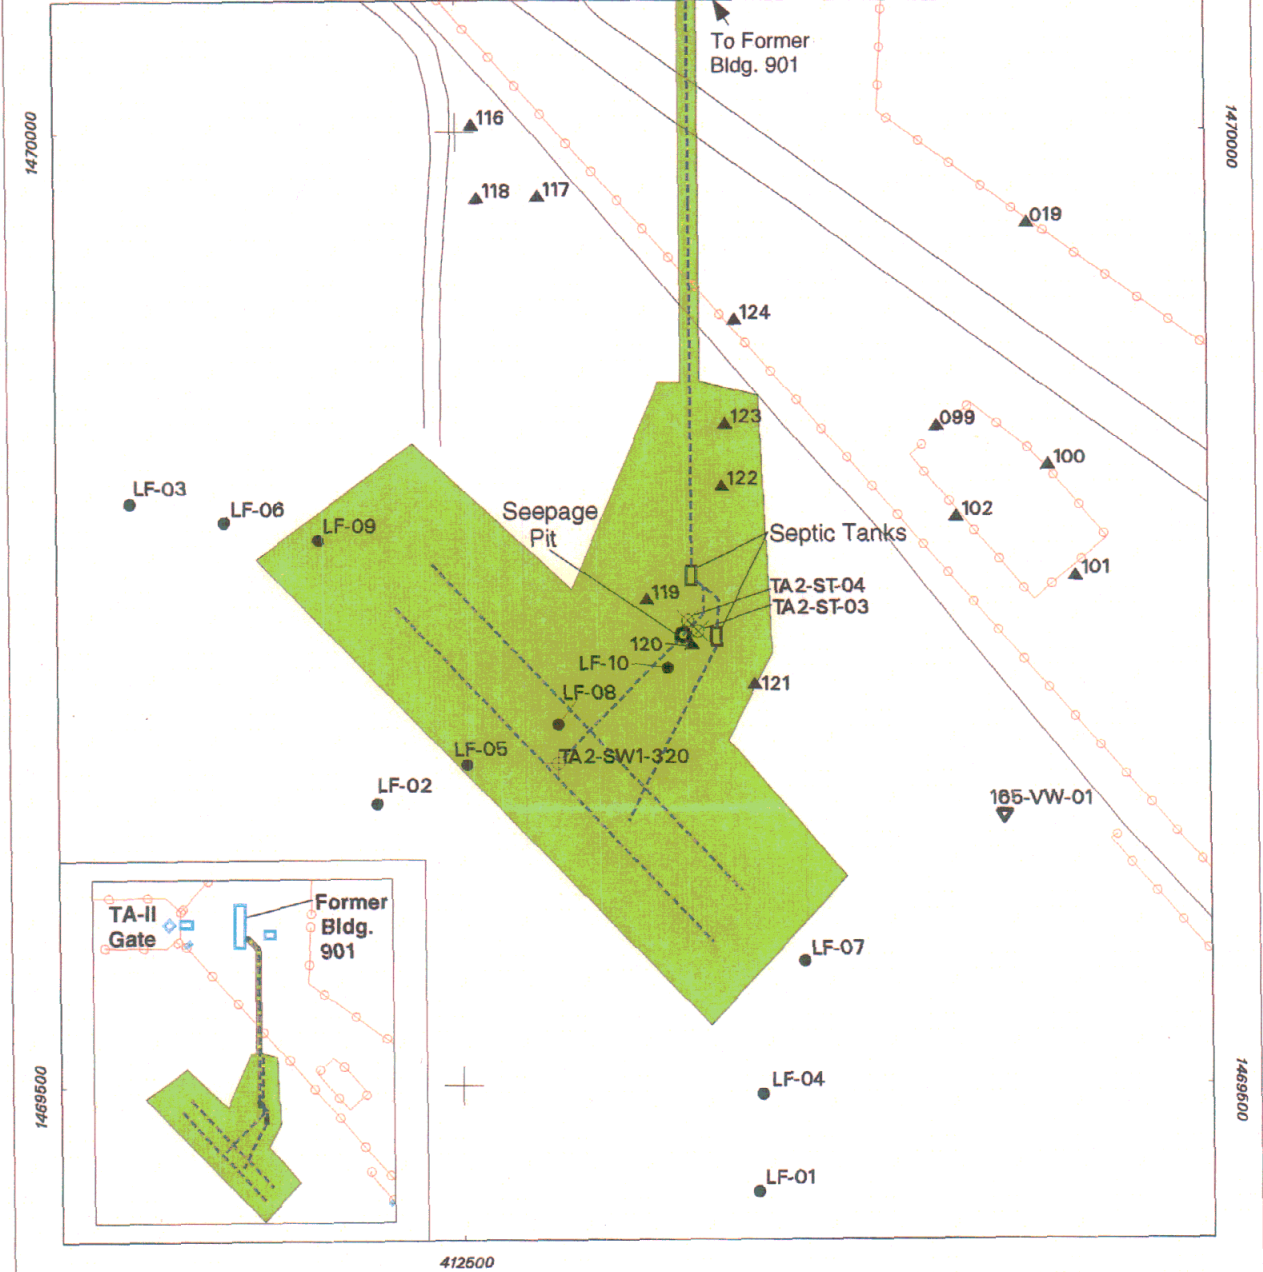 To Former
Bldg. 901
1470000
1470000
116
118
117
019
124
123
099
100
122
102
LF-03
LF-06
LF-09
Seepage
Pit
Septic Tanks
101
119
TA2-ST-04
TA2-ST-03
120
LF-10
121
LF-08
LF-05
TA2-SW1-320
LF-02
165-VW-01
TA-II
Gate
Former
Bldg.
901
LF-07
LF-04
1469500
1469500
LF-01
412500